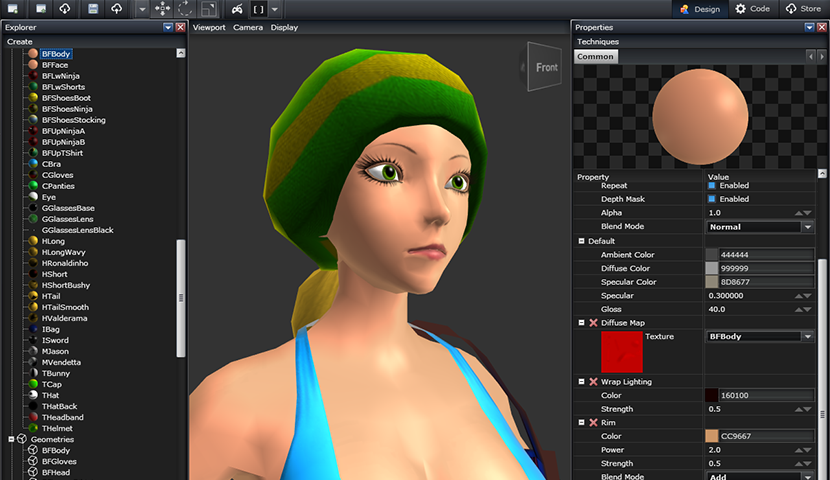 Design
Code
Store
Explorer
Create
BFBody
BFFace
BFLwNinja
BFLwShorts
BFShoesBoot
BFShoesNinja
BFShoesStocking
BFUpNinjaA
BFUpNinjaB
BFUpTShirt
CBra
CGloves
CPanties
Eye
GGlassesBase
GGlassesLens
GGlassesLensBlack
HLong
HLongWavy
HRonaldinho
HShort
HShortBushy
HTail
HTailSmooth
HValderama
IBag
ISword
MJason
MVendetta
TBunny
TCap
THat
THatBack
THeadband
THelmet
Geometries
BFBody
BFGloves
BFHead
Viewport Camera Display
Front
Properties
Techniques
Common
Property Value
Repeat Enabled
Depth Mask Enabled
Alpha 1.0
Blend Mode Normal
Default
Ambient Color 444444
Diffuse Color 999999
Specular Color 8D8677
Specular 0.300000
Gloss 40.0
Diffuse Map
Texture BFBody
Wrap Lighting
Color 160100
Strength 0.5
Rim
Color CC9667
Power 2.0
Strength 0.5
Blend Mode Add